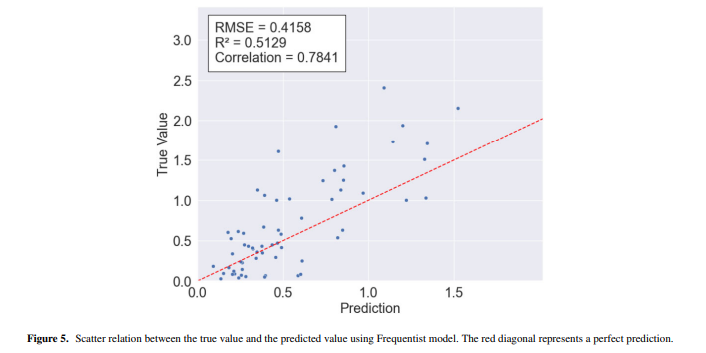 RMSE = 0.4158
R² = 0.5129
Correlation = 0.7841
3.0
2.5
2.0
1.5
1.0
0.5
0.0
True Value
0.0 0.5 1.0 1.5
Prediction
Figure 5. Scatter relation between the true value and the predicted value using Frequentist model. The red diagonal represents a perfect prediction.